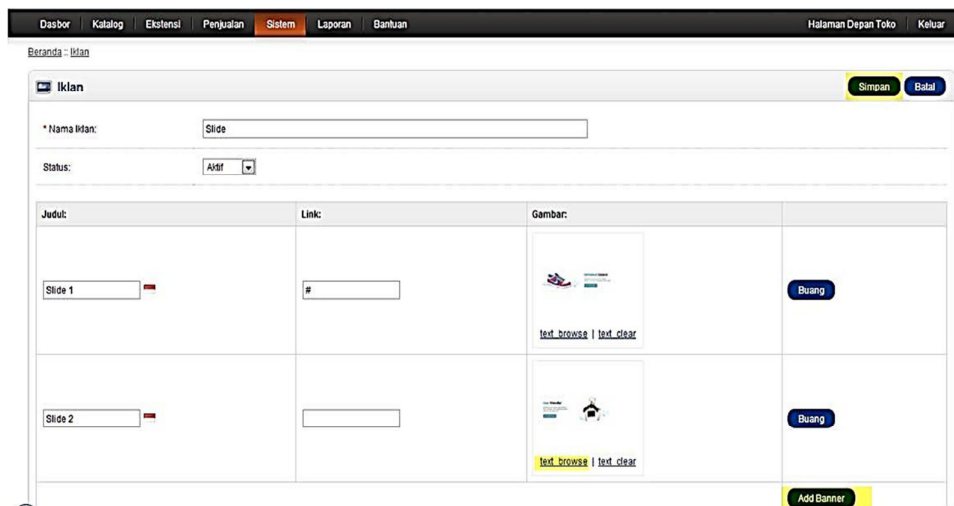 Dasbor Katalog Ekstensi Penjualan Sistem Laporan Bantuan Halaman Depan Toko Keluar
Beranda :: Iklan
Iklan Simpan Batal
* Nama Iklan: Slide
Status: Aktif
Judul: Link: Gambar:
Slide 1 # Buang
text_browse | text_clear
Slide 2 Buang
text_browse | text_clear
Add Banner